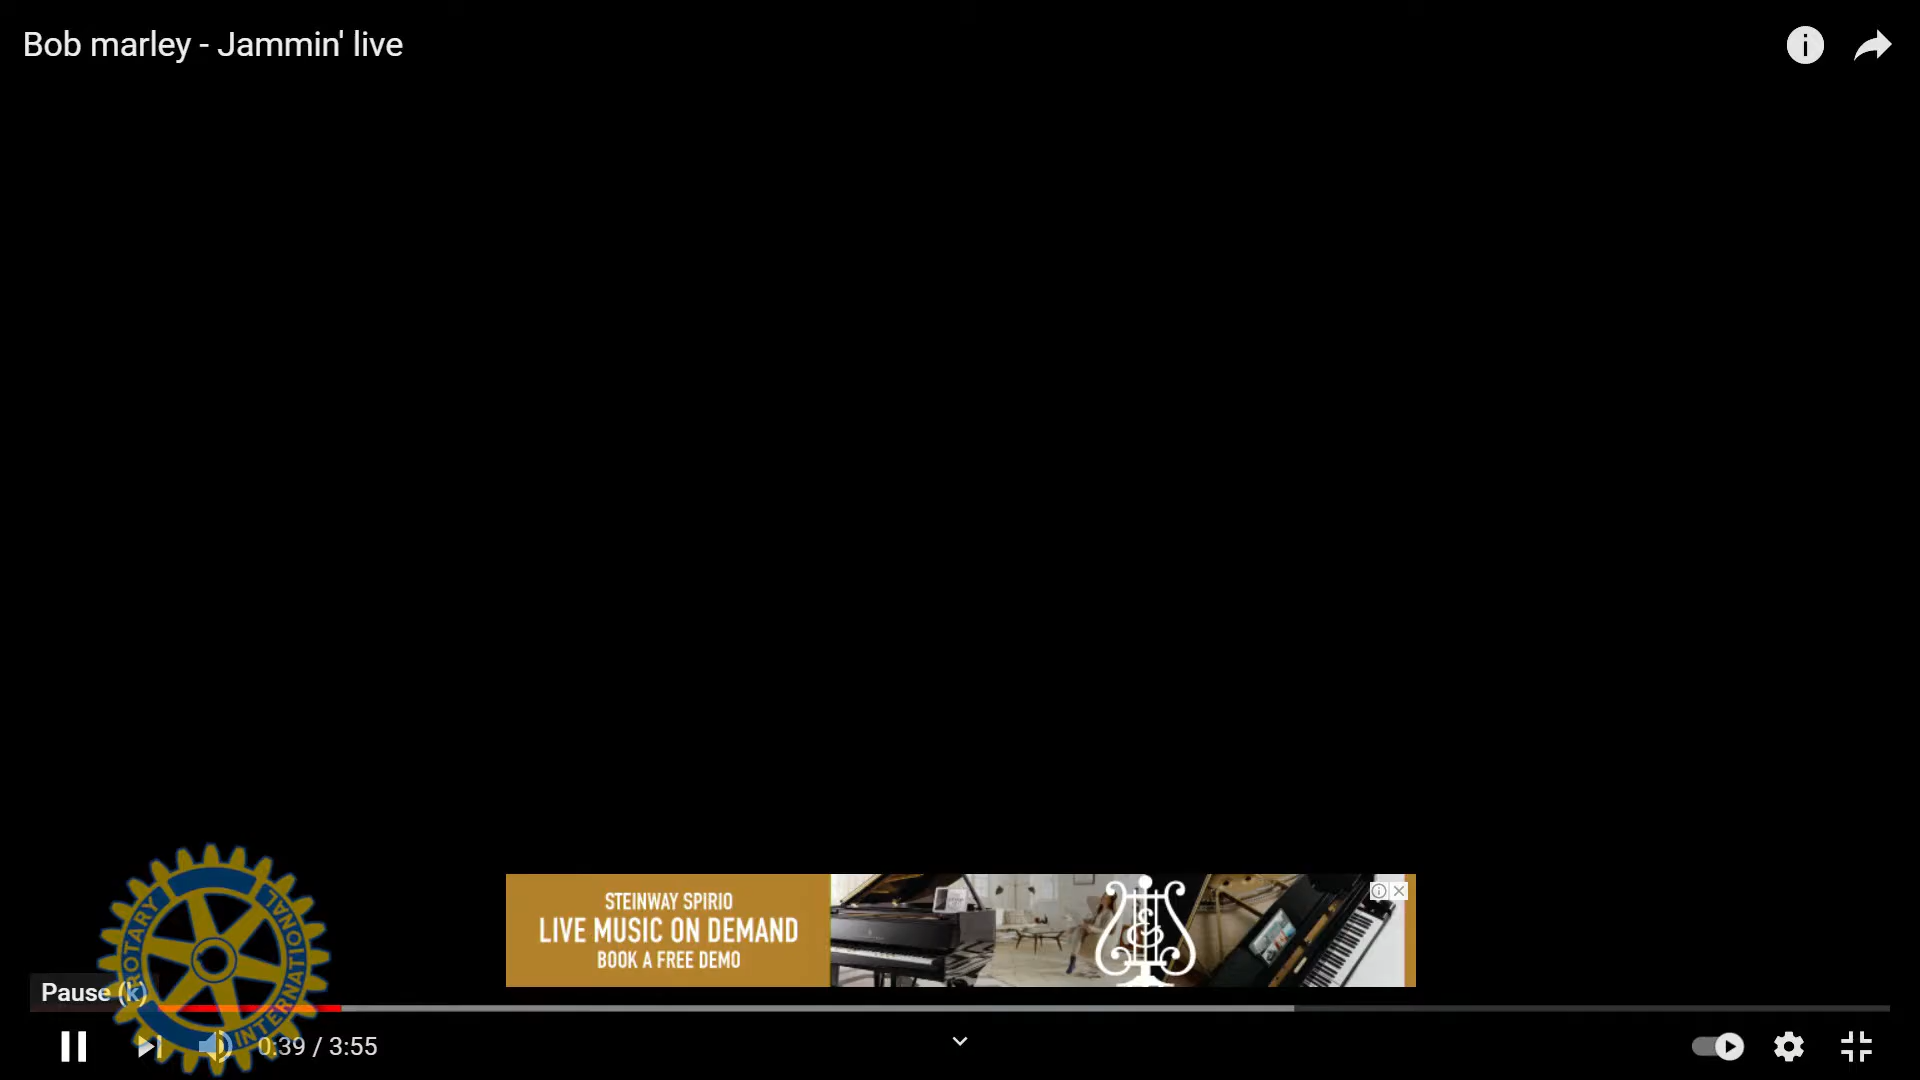 Bob marley - Jammin' live
STEINWAY SPIRIO
LIVE MUSIC ON DEMAND
BOOK A FREE DEMO
ROTARY
INTERNATIONAL
Pause (k)
0:39 / 3:55